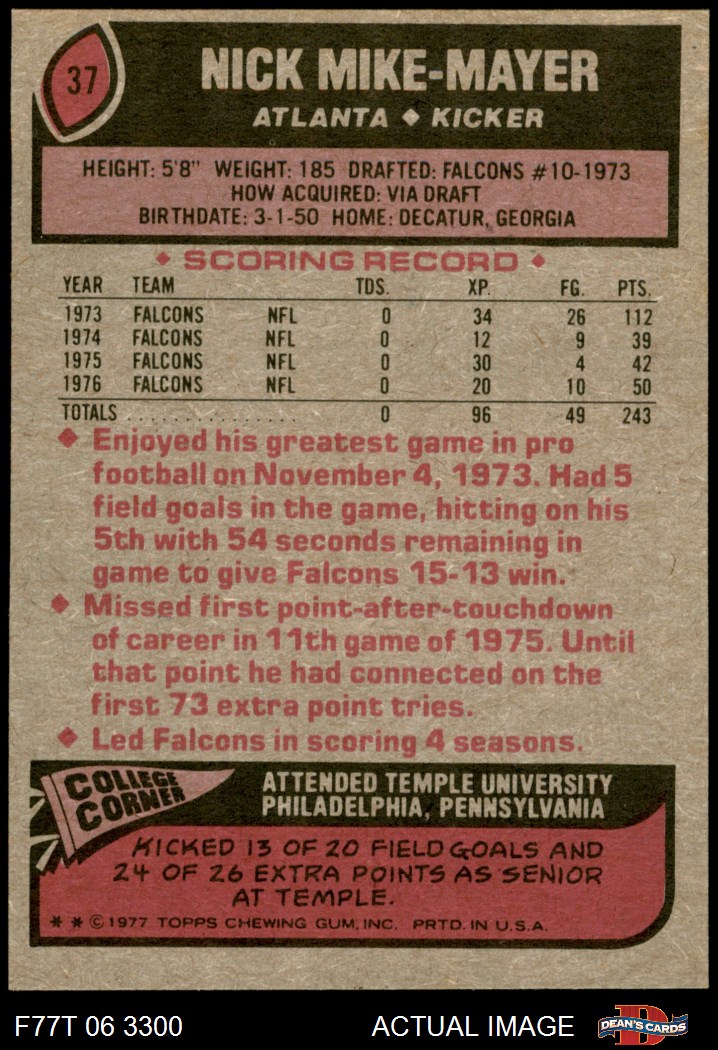 37
NICK MIKE-MAYER
ATLANTA ◆ KICKER
HEIGHT: 5'8" WEIGHT: 185 DRAFTED: FALCONS #10-1973
HOW ACQUIRED: VIA DRAFT
BIRTHDATE: 3-1-50 HOME: DECATUR, GEORGIA
◆ SCORING RECORD ◆
YEAR TEAM TDS. XP. FG. PTS.
1973 FALCONS NFL 0 34 26 112
1974 FALCONS NFL 0 12 9 39
1975 FALCONS NFL 0 30 4 42
1976 FALCONS NFL 0 20 10 50
TOTALS . . . . . . . . . . . . . . . . 0 96 49 243
◆ Enjoyed his greatest game in pro
football on November 4, 1973. Had 5
field goals in the game, hitting on his
5th with 54 seconds remaining in
game to give Falcons 15-13 win.
◆ Missed first point-after-touchdown
of career in 11th game of 1975. Until
that point he had connected on the
first 73 extra point tries.
◆ Led Falcons in scoring 4 seasons.
COLLEGE
CORNER
ATTENDED TEMPLE UNIVERSITY
PHILADELPHIA, PENNSYLVANIA
KICKED 13 OF 20 FIELD GOALS AND
24 OF 26 EXTRA POINTS AS SENIOR
AT TEMPLE.
* * © 1977 TOPPS CHEWING GUM, INC. PRTD. IN U.S.A.
F77T 06 3300
ACTUAL IMAGE
D
DEAN'S CARDS